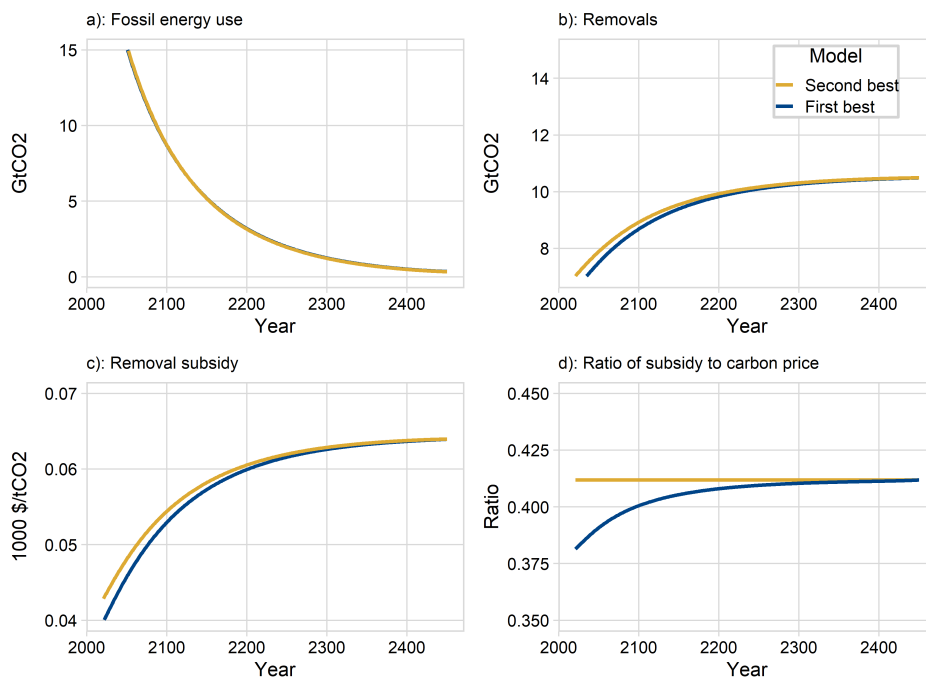 a): Fossil energy use
15
10
5
0
GtCO2
2000 2100 2200 2300 2400
Year
b): Removals
Model
Second best
First best
14
12
10
8
GtCO2
2000 2100 2200 2300 2400
Year
c): Removal subsidy
0.07
0.06
0.05
0.04
1000 $/tCO2
2000 2100 2200 2300 2400
Year
d): Ratio of subsidy to carbon price
0.450
0.425
0.400
0.375
0.350
Ratio
2000 2100 2200 2300 2400
Year